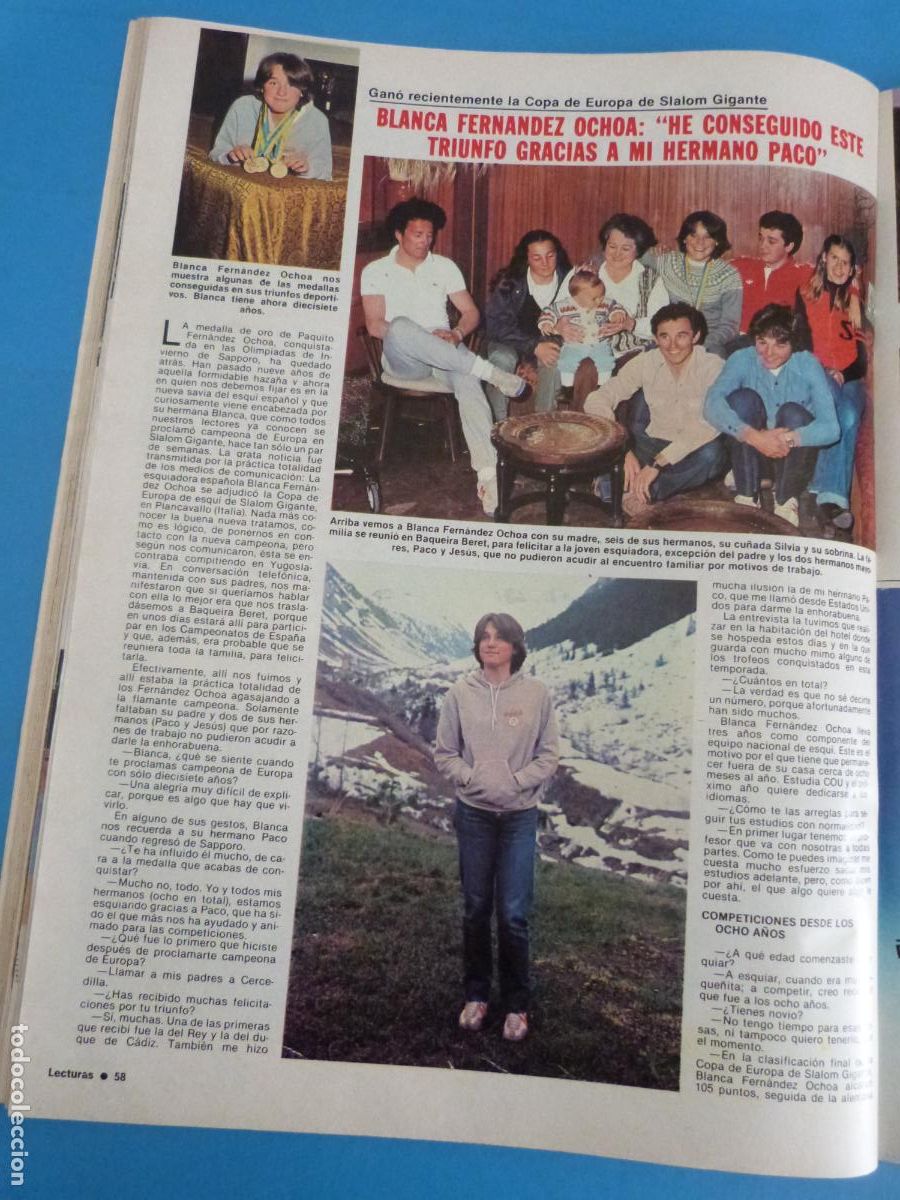 Ganó recientemente la Copa de Europa de Slalom Gigante
BLANCA FERNANDEZ OCHOA: "HE CONSEGUIDO ESTE
TRIUNFO GRACIAS A MI HERMANO PACO"
Blanca Fernández Ochoa nos
muestra algunas de las medallas
conseguidas en sus triunfos deporti-
vos. Blanca tiene ahora diecisiete
años.
LA medalla de oro de Paquito
Fernández Ochoa, conquista-
da en las Olimpiadas de In-
vierno de Sapporo, ha quedado
atrás. Han pasado nueve años de
aquella formidable hazaña y ahora
en quien nos debemos fijar es en la
nueva savia del esquí español y que
curiosamente viene encabezada por
su hermana Blanca, que como todos
nuestros lectores ya conocen se
proclamó campeona de Europa en
Slalom Gigante, hace tan sólo un par
de semanas. La grata noticia fue
transmitida por la práctica totalidad
de los medios de comunicación: La
esquiadora española Blanca Fernán-
dez Ochoa se adjudicó la Copa de
Europa de esquí de Slalom Gigante,
en Plancavallo (Italia). Nada más co-
nocer la buena nueva tratamos, co-
mo es lógico, de ponernos en con-
tacto con la nueva campeona, pero
según nos comunicaron, ésta se en-
contraba compitiendo en Yugosla-
via. En conversación telefónica,
mantenida con sus padres, nos ma-
nifestaron que si queríamos hablar
con ella lo mejor era que nos trasla-
dásemos a Baqueira Beret, porque
en unos días estará allí para partici-
par en los Campeonatos de España
y que, además, era probable que se
reuniera toda la familia, para felici-
tarla.
Efectivamente, allí nos fuimos y
allí estaba la práctica totalidad de
los Fernández Ochoa agasajando a
la flamante campeona. Solamente
faltaban su padre y dos de sus her-
manos (Paco y Jesús) que por razo-
nes de trabajo no pudieron acudir a
darle la enhorabuena.
—Blanca, ¿qué se siente cuando
te proclamas campeona de Europa
con sólo diecisiete años?
—Una alegría muy difícil de expli-
car, porque es algo que hay que vi-
virlo.
En alguno de sus gestos, Blanca
nos recuerda a su hermano Paco
cuando regresó de Sapporo.
—¿Te ha influido él mucho, de ca-
ra a la medalla que acabas de con-
quistar?
—Mucho no, todo. Yo y todos mis
hermanos (ocho en total), estamos
esquiando gracias a Paco, que ha si-
do el que más nos ha ayudado y ani-
mado para las competiciones.
—¿Qué fue lo primero que hiciste
después de proclamarte campeona
de Europa?
—Llamar a mis padres a Cerce-
dilla.
—¿Has recibido muchas felicita-
ciones por tu triunfo?
—Sí, muchas. Una de las primeras
que recibí fue la del Rey y la del du-
que de Cádiz. También me hizo
Arriba vemos a Blanca Fernández Ochoa con su madre, seis de sus hermanos, su cuñada Silvia y su sobrina. La fa-
milia se reunió en Baqueira Beret, para felicitar a la joven esquiadora, excepción del padre y los dos hermanos mayo-
res, Paco y Jesús, que no pudieron acudir al encuentro familiar por motivos de trabajo.
mucha ilusión la de mi hermano Pa-
co, que me llamó desde Estados Uni-
dos para darme la enhorabuena.
La entrevista la tuvimos que reali-
zar en la habitación del hotel donde
se hospeda estos días y en la que
guarda con mucho mimo alguno de
los trofeos conquistados en esta
temporada.
—¿Cuántos en total?
—La verdad es que no sé decirte
un número, porque afortunadamente
han sido muchos.
Blanca Fernández Ochoa lleva
tres años como componente del
equipo nacional de esquí. Este es el
motivo por el que tiene que permane-
cer fuera de su casa cerca de ocho
meses al año. Estudia COU y el pró-
ximo año quiere dedicarse a los
idiomas.
—¿Cómo te las arreglas para se-
guir tus estudios con normalidad?
—En primer lugar tenemos un pro-
fesor que va con nosotras a todas
partes. Como te puedes imaginar me
cuesta mucho esfuerzo sacar mis
estudios adelante, pero, como dicen
por ahí, el que algo quiere algo le
cuesta.
COMPETICIONES DESDE LOS
OCHO AÑOS
—¿A qué edad comenzaste
quiar?
—A esquiar, cuando era muy
queñita; a competir, creo
que fue a los ocho años.
—¿Tienes novio?
—No tengo tiempo para esas
sas, ni tampoco quiero tenerlo
el momento.
—En la clasificación final de la
Copa de Europa de Slalom Gigante,
Blanca Fernández Ochoa
105 puntos, seguida de la
Lecturas ● 58
todocoleccion